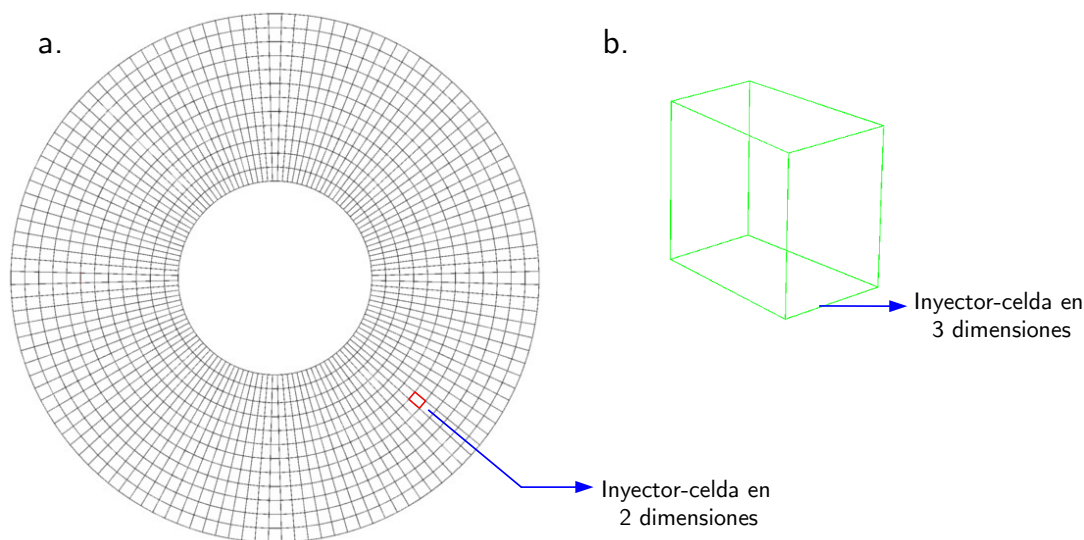 a.
b.
Inyector-celda en
3 dimensiones
Inyector-celda en
2 dimensiones